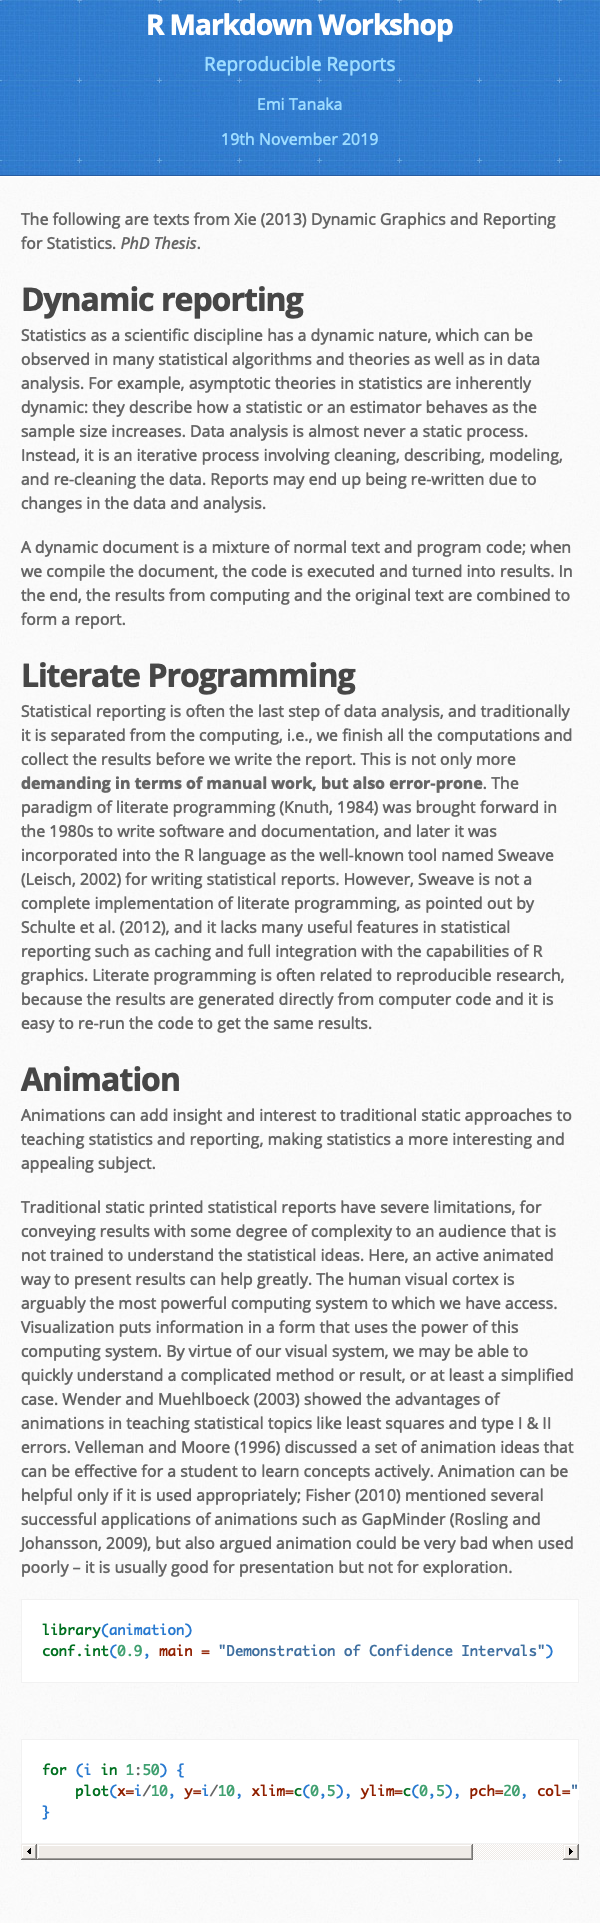 R Markdown Workshop
Reproducible Reports
Emi Tanaka
19th November 2019
The following are texts from Xie (2013) Dynamic Graphics and Reporting
for Statistics. PhD Thesis.
Dynamic reporting
Statistics as a scientific discipline has a dynamic nature, which can be
observed in many statistical algorithms and theories as well as in data
analysis. For example, asymptotic theories in statistics are inherently
dynamic: they describe how a statistic or an estimator behaves as the
sample size increases. Data analysis is almost never a static process.
Instead, it is an iterative process involving cleaning, describing, modeling,
and re-cleaning the data. Reports may end up being re-written due to
changes in the data and analysis.
A dynamic document is a mixture of normal text and program code; when
we compile the document, the code is executed and turned into results. In
the end, the results from computing and the original text are combined to
form a report.
Literate Programming
Statistical reporting is often the last step of data analysis, and traditionally
it is separated from the computing, i.e., we finish all the computations and
collect the results before we write the report. This is not only more
demanding in terms of manual work, but also error-prone. The
paradigm of literate programming (Knuth, 1984) was brought forward in
the 1980s to write software and documentation, and later it was
incorporated into the R language as the well-known tool named Sweave
(Leisch, 2002) for writing statistical reports. However, Sweave is not a
complete implementation of literate programming, as pointed out by
Schulte et al. (2012), and it lacks many useful features in statistical
reporting such as caching and full integration with the capabilities of R
graphics. Literate programming is often related to reproducible research,
because the results are generated directly from computer code and it is
easy to re-run the code to get the same results.
Animation
Animations can add insight and interest to traditional static approaches to
teaching statistics and reporting, making statistics a more interesting and
appealing subject.
Traditional static printed statistical reports have severe limitations, for
conveying results with some degree of complexity to an audience that is
not trained to understand the statistical ideas. Here, an active animated
way to present results can help greatly. The human visual cortex is
arguably the most powerful computing system to which we have access.
Visualization puts information in a form that uses the power of this
computing system. By virtue of our visual system, we may be able to
quickly understand a complicated method or result, or at least a simplified
case. Wender and Muehlboeck (2003) showed the advantages of
animations in teaching statistical topics like least squares and type I & II
errors. Velleman and Moore (1996) discussed a set of animation ideas that
can be effective for a student to learn concepts actively. Animation can be
helpful only if it is used appropriately; Fisher (2010) mentioned several
successful applications of animations such as GapMinder (Rosling and
Johansson, 2009), but also argued animation could be very bad when used
poorly – it is usually good for presentation but not for exploration.
library(animation)
conf.int(0.9, main = "Demonstration of Confidence Intervals")
for (i in 1:50) {
    plot(x=i/10, y=i/10, xlim=c(0,5), ylim=c(0,5), pch=20, col="
}